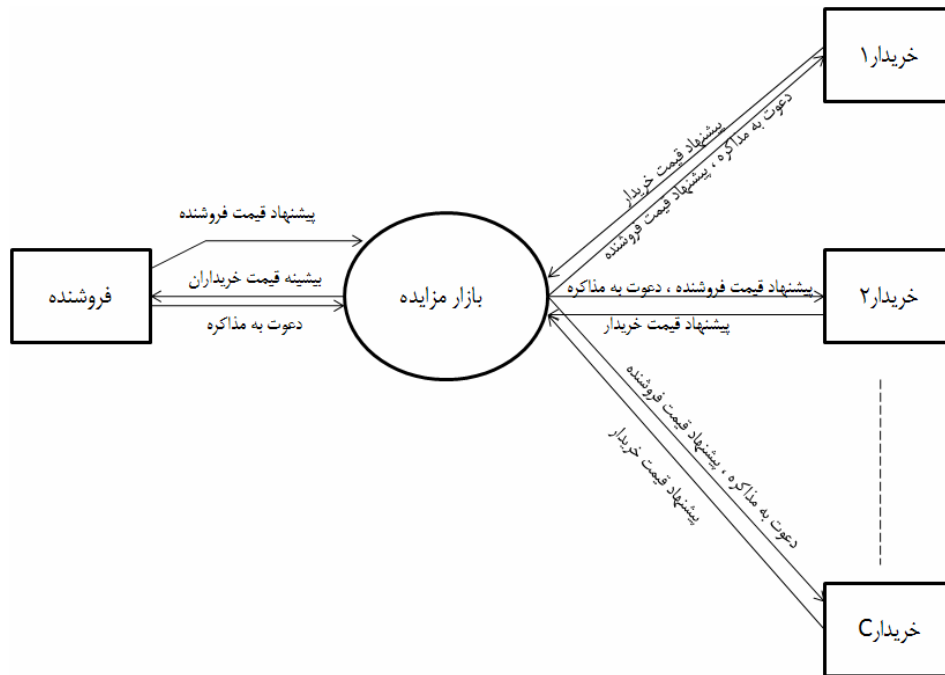 خریدار۱
پیشنهاد قیمت خریدار
پیشنهاد قیمت فروشنده ، دعوت به مذاکره
پیشنهاد قیمت فروشنده
فروشنده
بیشینه قیمت خریداران
دعوت به مذاکره
بازار مزایده
پیشنهاد قیمت فروشنده ، دعوت به مذاکره
پیشنهاد قیمت خریدار
خریدار۲
پیشنهاد قیمت فروشنده ، دعوت به مذاکره
پیشنهاد قیمت خریدار
خریدارC